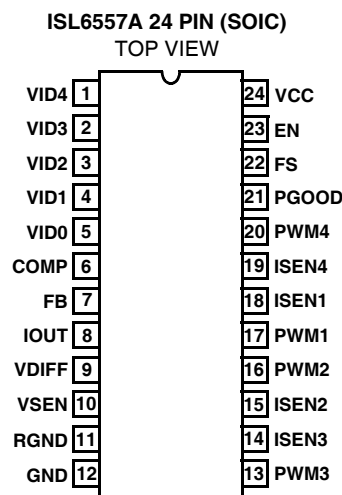 ISL6557A 24 PIN (SOIC)
TOP VIEW
VID4 1 24 VCC
VID3 2 23 EN
VID2 3 22 FS
VID1 4 21 PGOOD
VID0 5 20 PWM4
COMP 6 19 ISEN4
FB 7 18 ISEN1
IOUT 8 17 PWM1
VDIFF 9 16 PWM2
VSEN 10 15 ISEN2
RGND 11 14 ISEN3
GND 12 13 PWM3